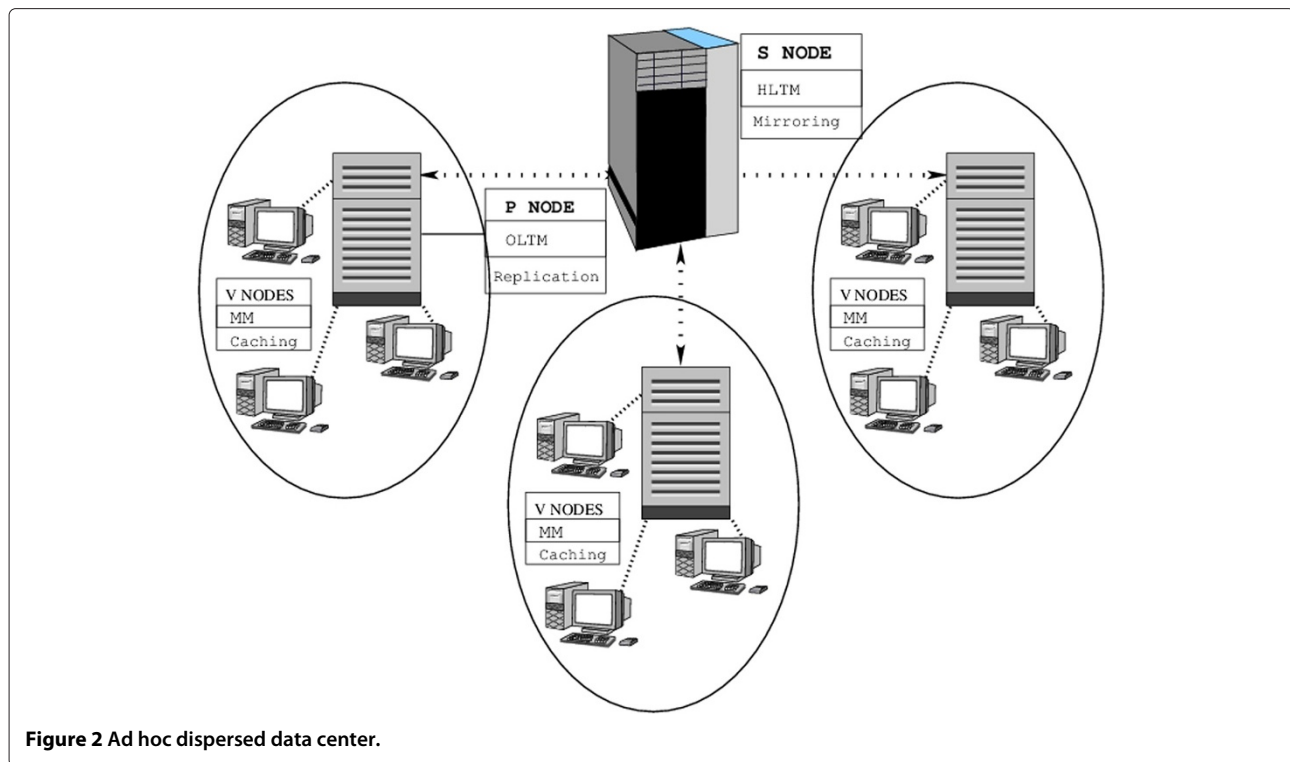 S NODE
HLTM
Mirroring
P NODE
OLTM
Replication
V NODES
MM
Caching
V NODES
MM
Caching
V NODES
MM
Caching
Figure 2 Ad hoc dispersed data center.